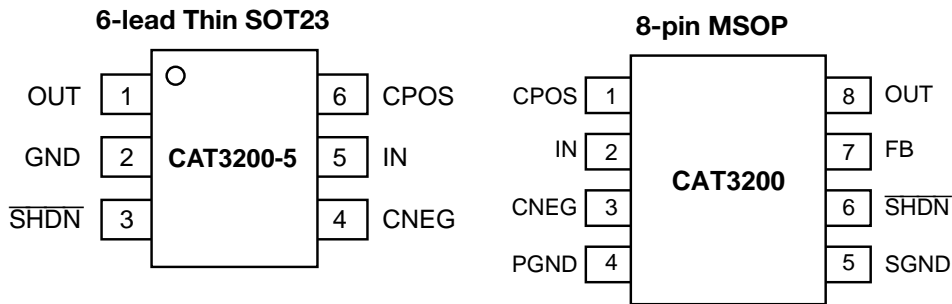 6-lead Thin SOT23
OUT 1 6 CPOS
GND 2 CAT3200-5 5 IN
SHDN 3 4 CNEG
8-pin MSOP
CPOS 1 8 OUT
IN 2 7 FB
CAT3200
CNEG 3 6 SHDN
PGND 4 5 SGND